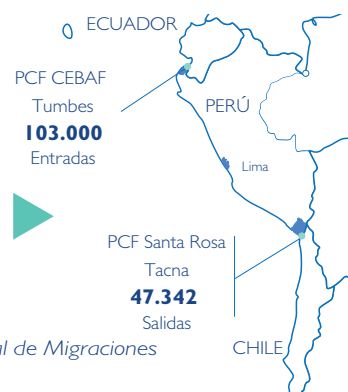 ECUADOR
PCF CEBAF
Tumbes
103.000
Entradas
PERÚ
Lima
PCF Santa Rosa
Tacna
47.342
Salidas
de Migraciones
CHILE